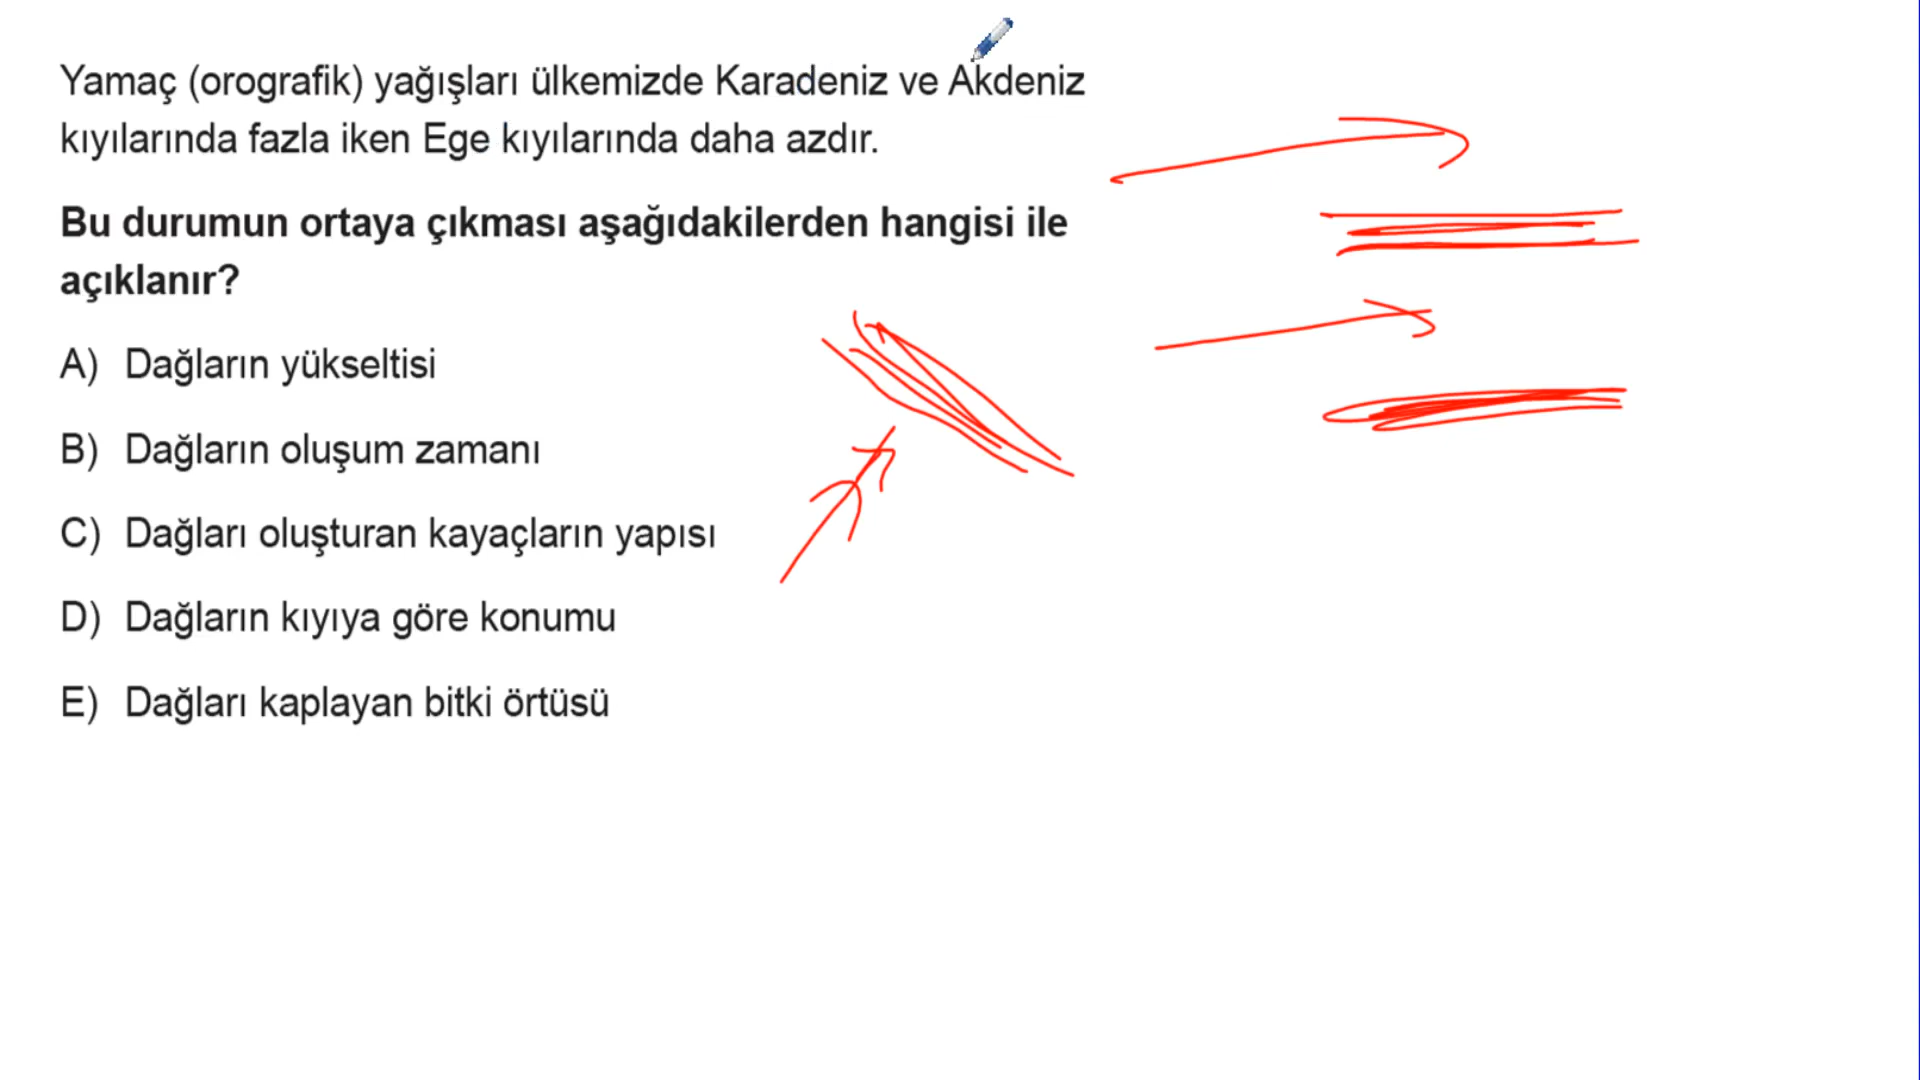 Yamaç (orografik) yağışları ülkemizde Karadeniz ve Akdeniz
kıyılarında fazla iken Ege kıyılarında daha azdır.
Bu durumun ortaya çıkması aşağıdakilerden hangisi ile
açıklanır?
A) Dağların yükseltisi
B) Dağların oluşum zamanı
C) Dağları oluşturan kayaçların yapısı
D) Dağların kıyıya göre konumu
E) Dağları kaplayan bitki örtüsü